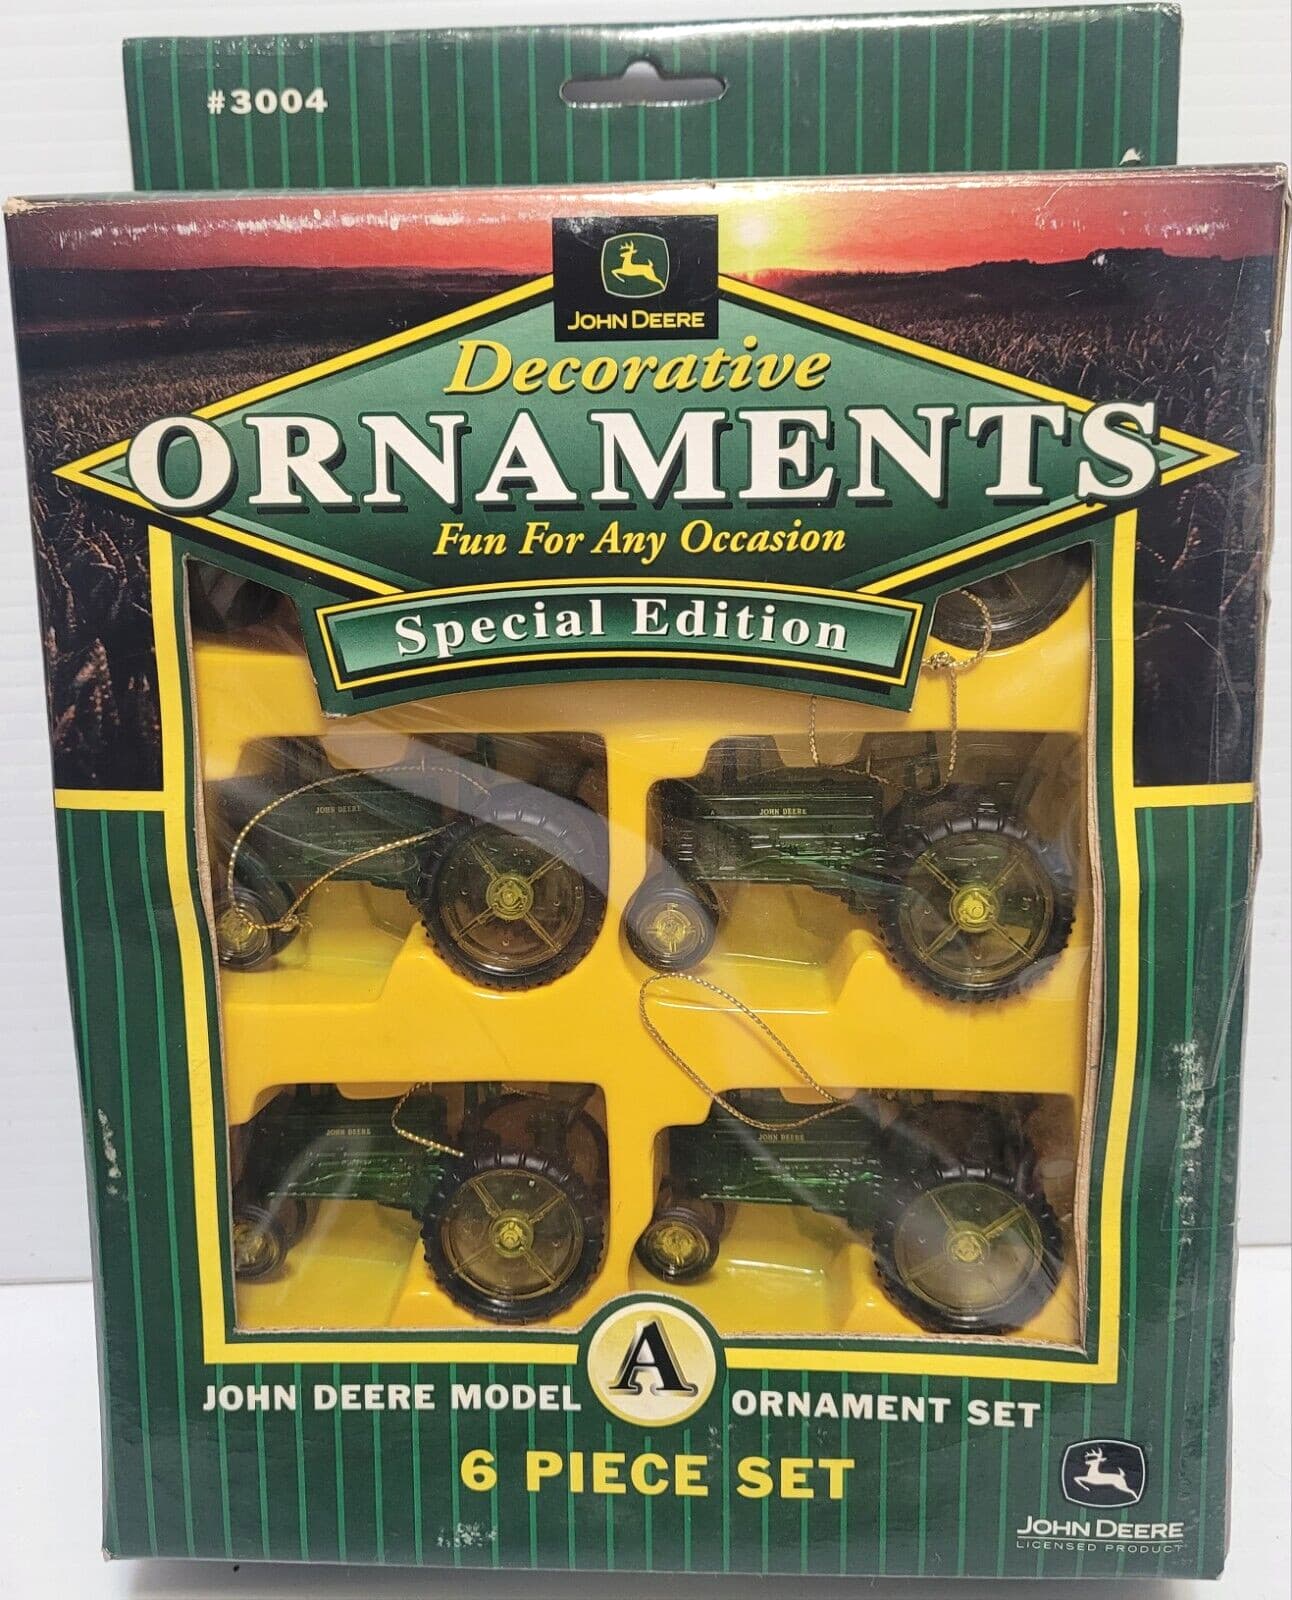 #3004
JOHN DEERE
Decorative
ORNAMENTS
Fun For Any Occasion
Special Edition
JOHN DEERE
A JOHN DEERE
JOHN DEERE
JOHN DEERE
JOHN DEERE MODEL A ORNAMENT SET
6 PIECE SET
JOHN DEERE
LICENSED PRODUCT